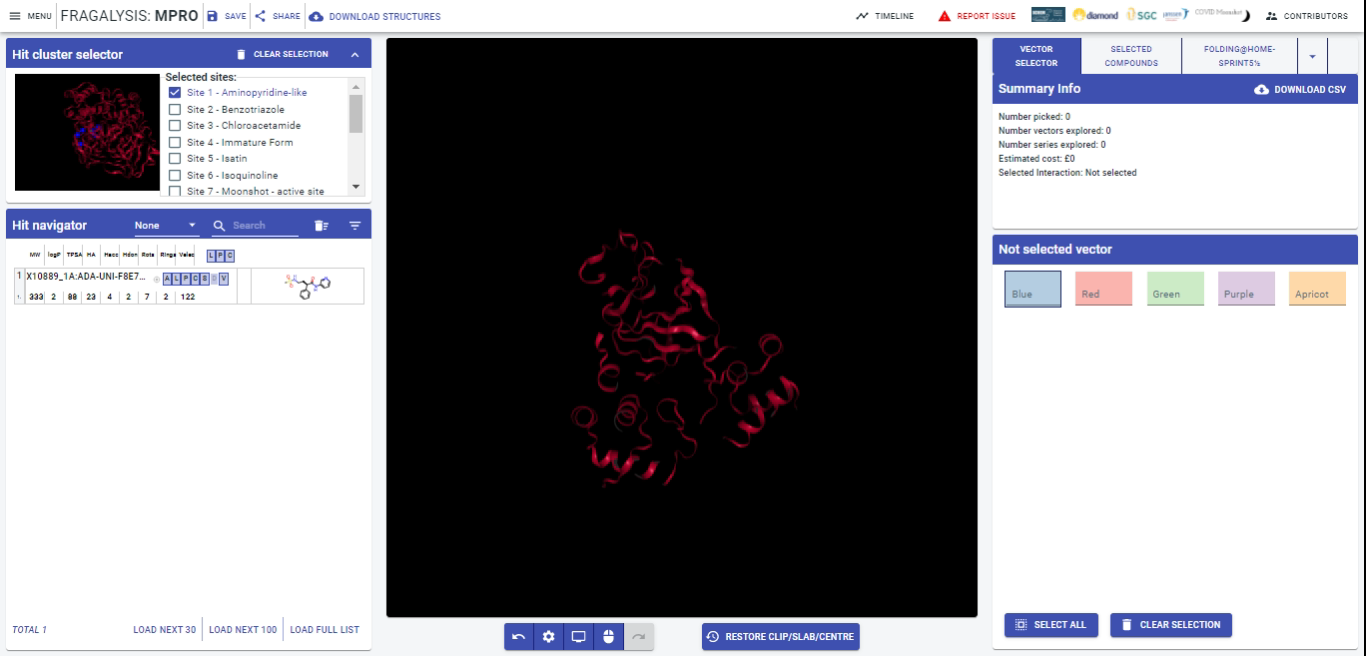 MENU FRAGALYSIS: MPRO SAVE SHARE DOWNLOAD STRUCTURES TIMELINE REPORT ISSUE diamond SGC COVID Moonshot CONTRIBUTORS
Hit cluster selector CLEAR SELECTION
Selected sites:
Site 1 - Aminopyridine-like
Site 2 - Benzotriazole
Site 3 - Chloroacetamide
Site 4 - Immature Form
Site 5 - Isatin
Site 6 - Isoquinoline
Site 7 - Moonshot - active site
Hit navigator None Search
MW logP TPSA HA Hacc Hdon Rots Rings Velec L P C
1 X10889_1A:ADA-UNI-F8E7... A L P C E D V
333 2 88 23 4 2 7 2 122
TOTAL 1 LOAD NEXT 30 LOAD NEXT 100 LOAD FULL LIST
RESTORE CLIP/SLAB/CENTRE
VECTOR SELECTOR
SELECTED COMPOUNDS
FOLDING@HOME-SPRINT5½
Summary Info DOWNLOAD CSV
Number picked: 0
Number vectors explored: 0
Number series explored: 0
Estimated cost: £0
Selected Interaction: Not selected
Not selected vector
Blue Red Green Purple Apricot
SELECT ALL CLEAR SELECTION